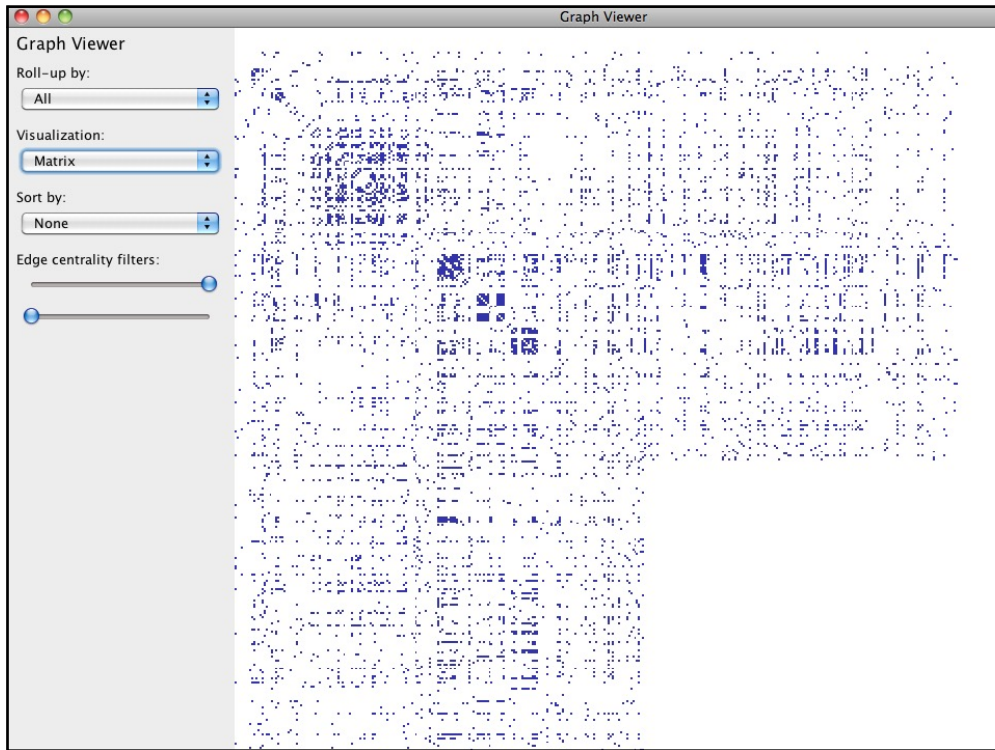 Graph Viewer
Graph Viewer
Roll-up by:
All
Visualization:
Matrix
Sort by:
None
Edge centrality filters: